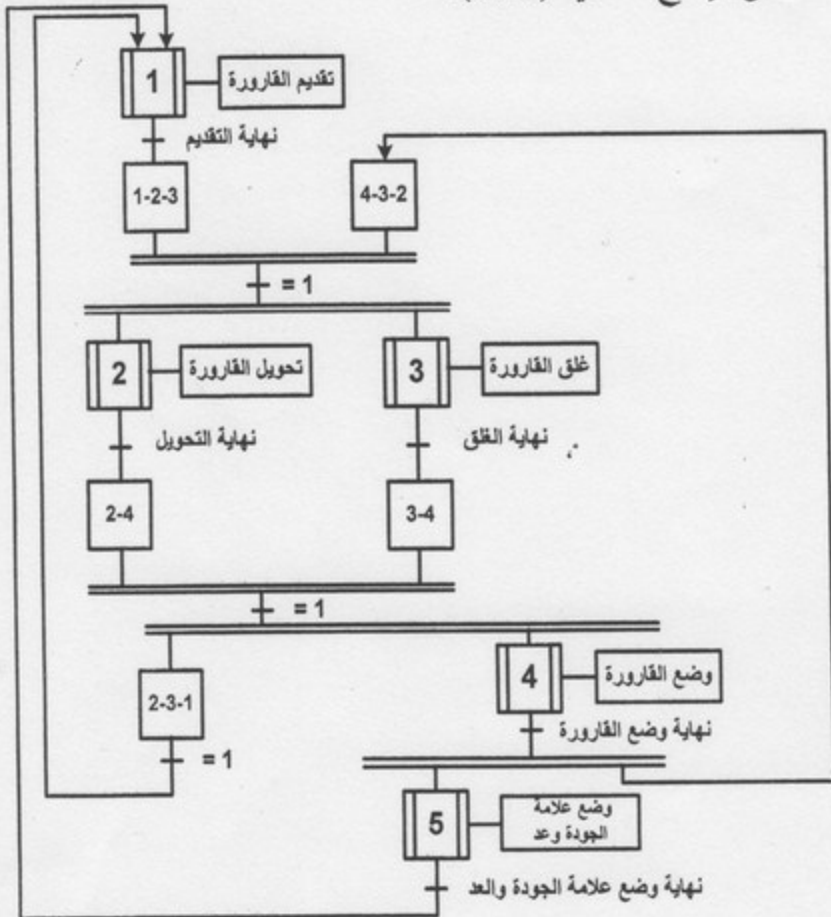 1
تقديم القارورة
نهاية التقديم
1-2-3
4-3-2
= 1
2
تحويل القارورة
3
غلق القارورة
نهاية التحويل
نهاية الغلق
2-4
3-4
= 1
2-3-1
= 1
4
وضع القارورة
نهاية وضع القارورة
5
وضع علامة
الجودة وعد
نهاية وضع علامة الجودة والعد